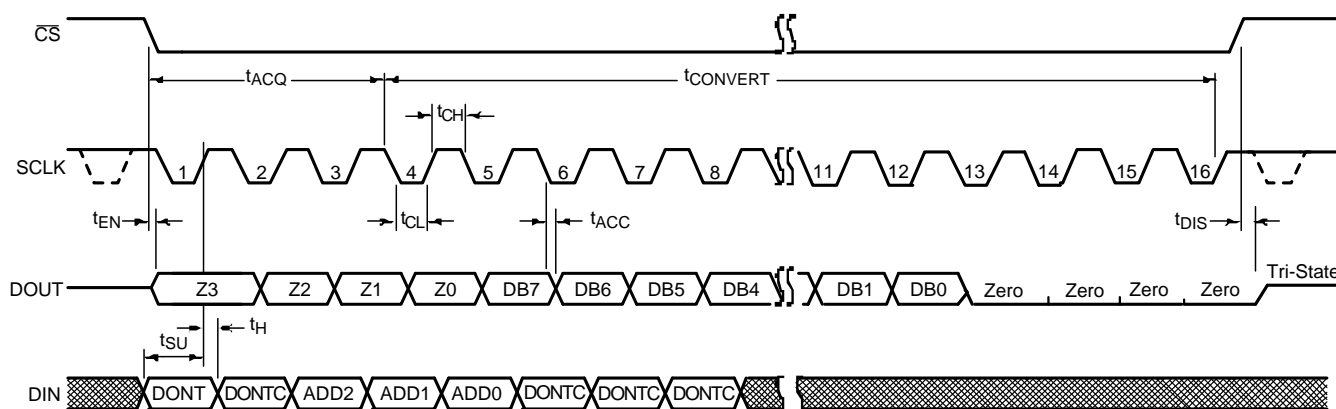 CS
tACQ
tCONVERT
tCH
SCLK
1 2 3 4 5 6 7 8 11 12 13 14 15 16
tEN
tCL
tACC
tDIS
Tri-State
DOUT
Z3 Z2 Z1 Z0 DB7 DB6 DB5 DB4 DB1 DB0 Zero Zero Zero Zero
tSU
tH
DIN
DONT DONTC ADD2 ADD1 ADD0 DONTC DONTC DONTC